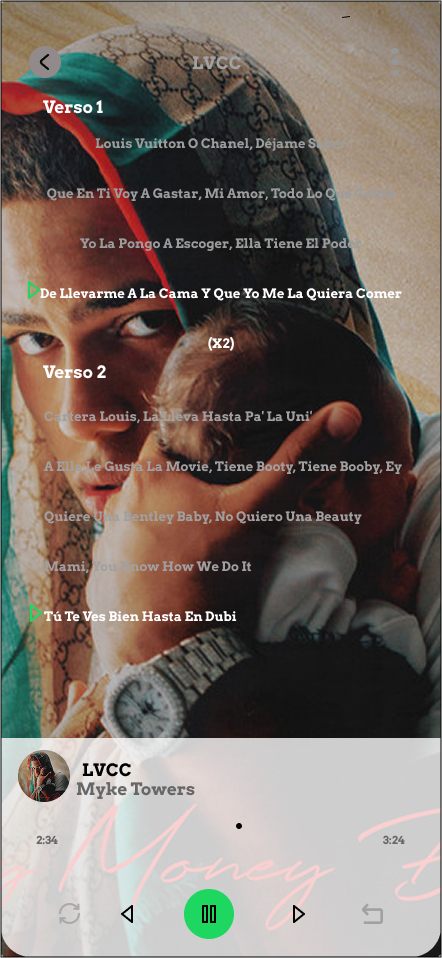 LVCC
Verso 1
Louis Vuitton O Chanel, Déjame
Que En Ti Voy A Gastar, Mi Amor, Todo Lo
Yo La Pongo A Escoger, Ella Tiene El Poder
De Llevarme A La Cama Y Que Yo Me La Quiera Comer
(X2)
Verso 2
Cartera Louis, La Lleva Hasta Pa' La Uni'
A Ella Le Gusta La Movie, Tiene Booty, Tiene Booby, Ey
Quiere Una Bentley Baby, No Quiero Una Beauty
Mami, You Know How We Do It
Tú Te Ves Bien Hasta En Dubi
LVCC
Myke Towers
2:34
3:24
Money